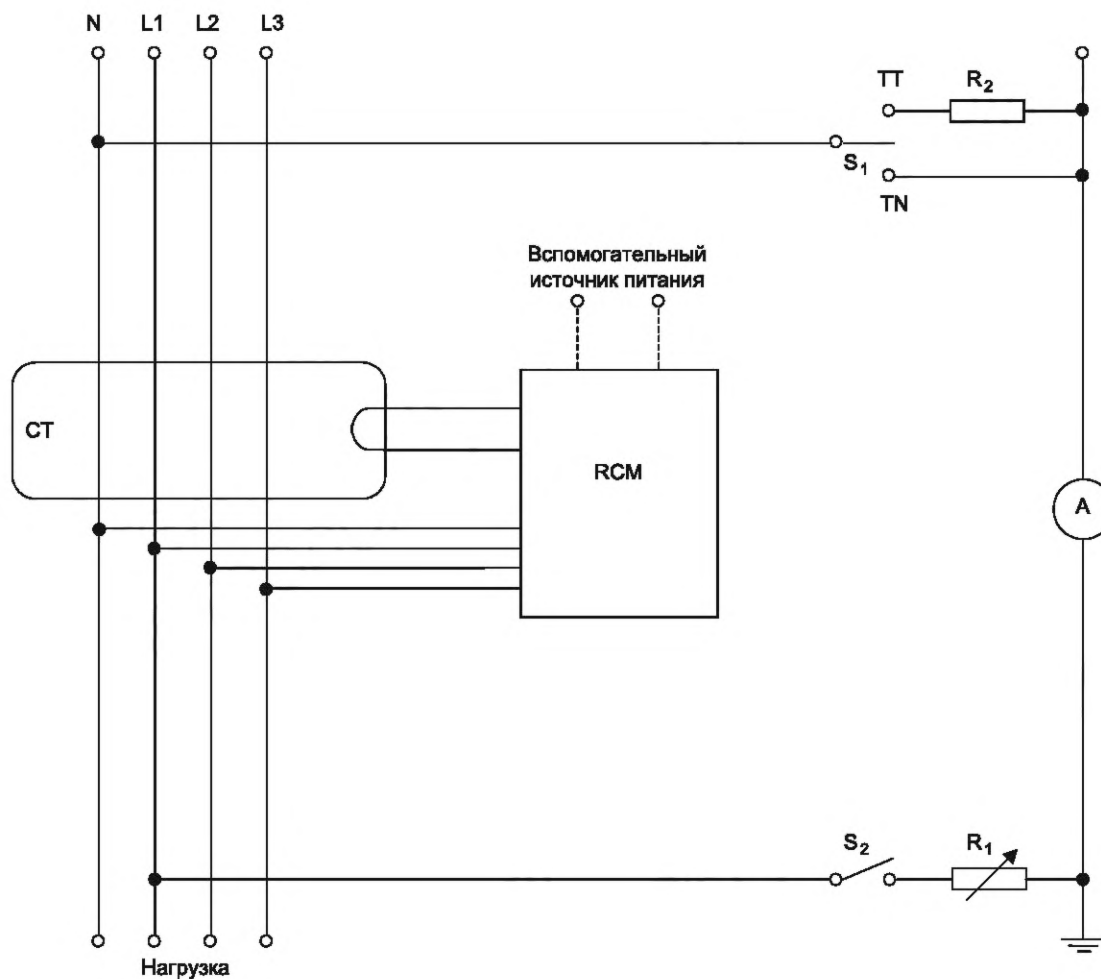 N L1 L2 L3
TT R₂
S₁
TN
Вспомогательный
источник питания
CT
RCM
A
S₂ R₁
Нагрузка